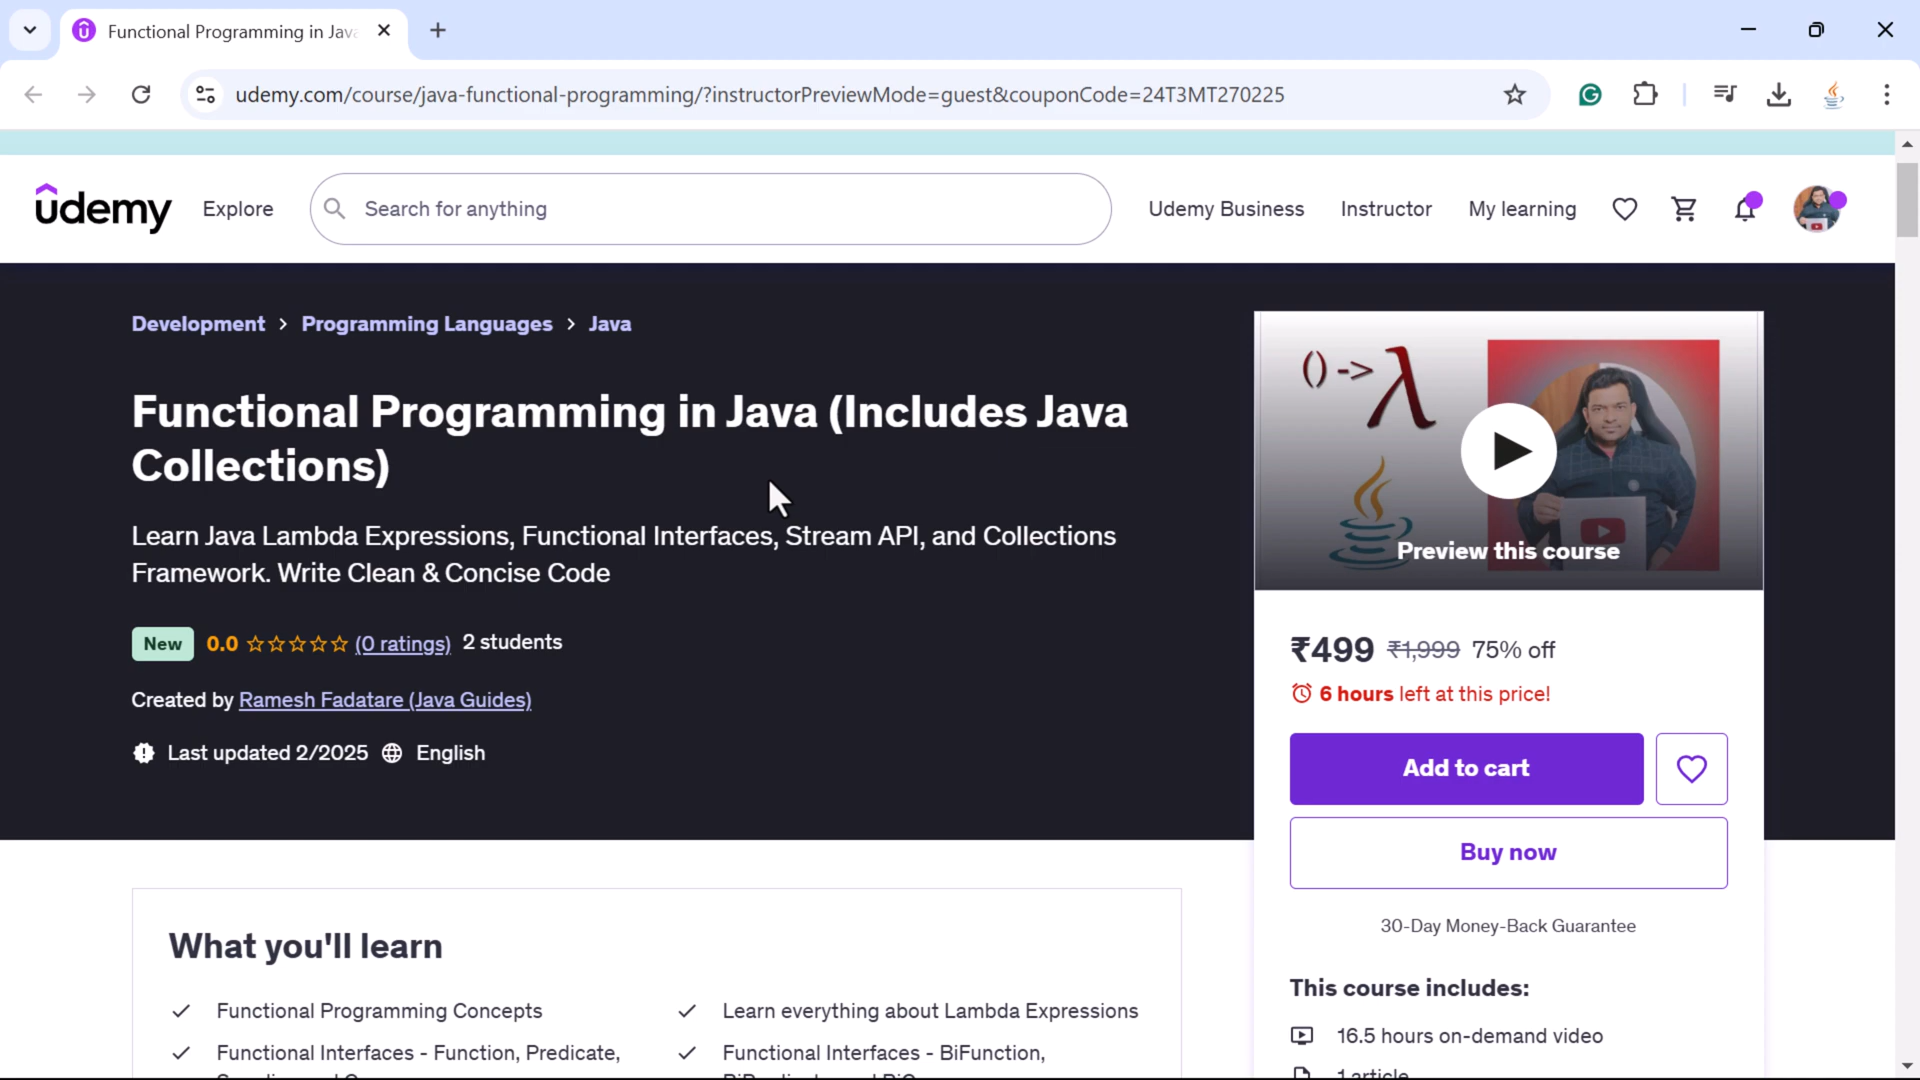 Functional Programming in Jav
udemy.com/course/java-functional-programming/?instructorPreviewMode=guest&couponCode=24T3MT270225
udemy
Explore
Search for anything
Udemy Business
Instructor
My learning
Development > Programming Languages > Java
Functional Programming in Java (Includes Java
Collections)
Learn Java Lambda Expressions, Functional Interfaces, Stream API, and Collections
Framework. Write Clean & Concise Code
New 0.0 (0 ratings) 2 students
Created by Ramesh Fadatare (Java Guides)
Last updated 2/2025 English
() -> λ
Preview this course
₹499 ₹1,999 75% off
6 hours left at this price!
Add to cart
Buy now
30-Day Money-Back Guarantee
This course includes:
16.5 hours on-demand video
1 article
What you'll learn
Functional Programming Concepts
Learn everything about Lambda Expressions
Functional Interfaces - Function, Predicate,
Functional Interfaces - BiFunction,